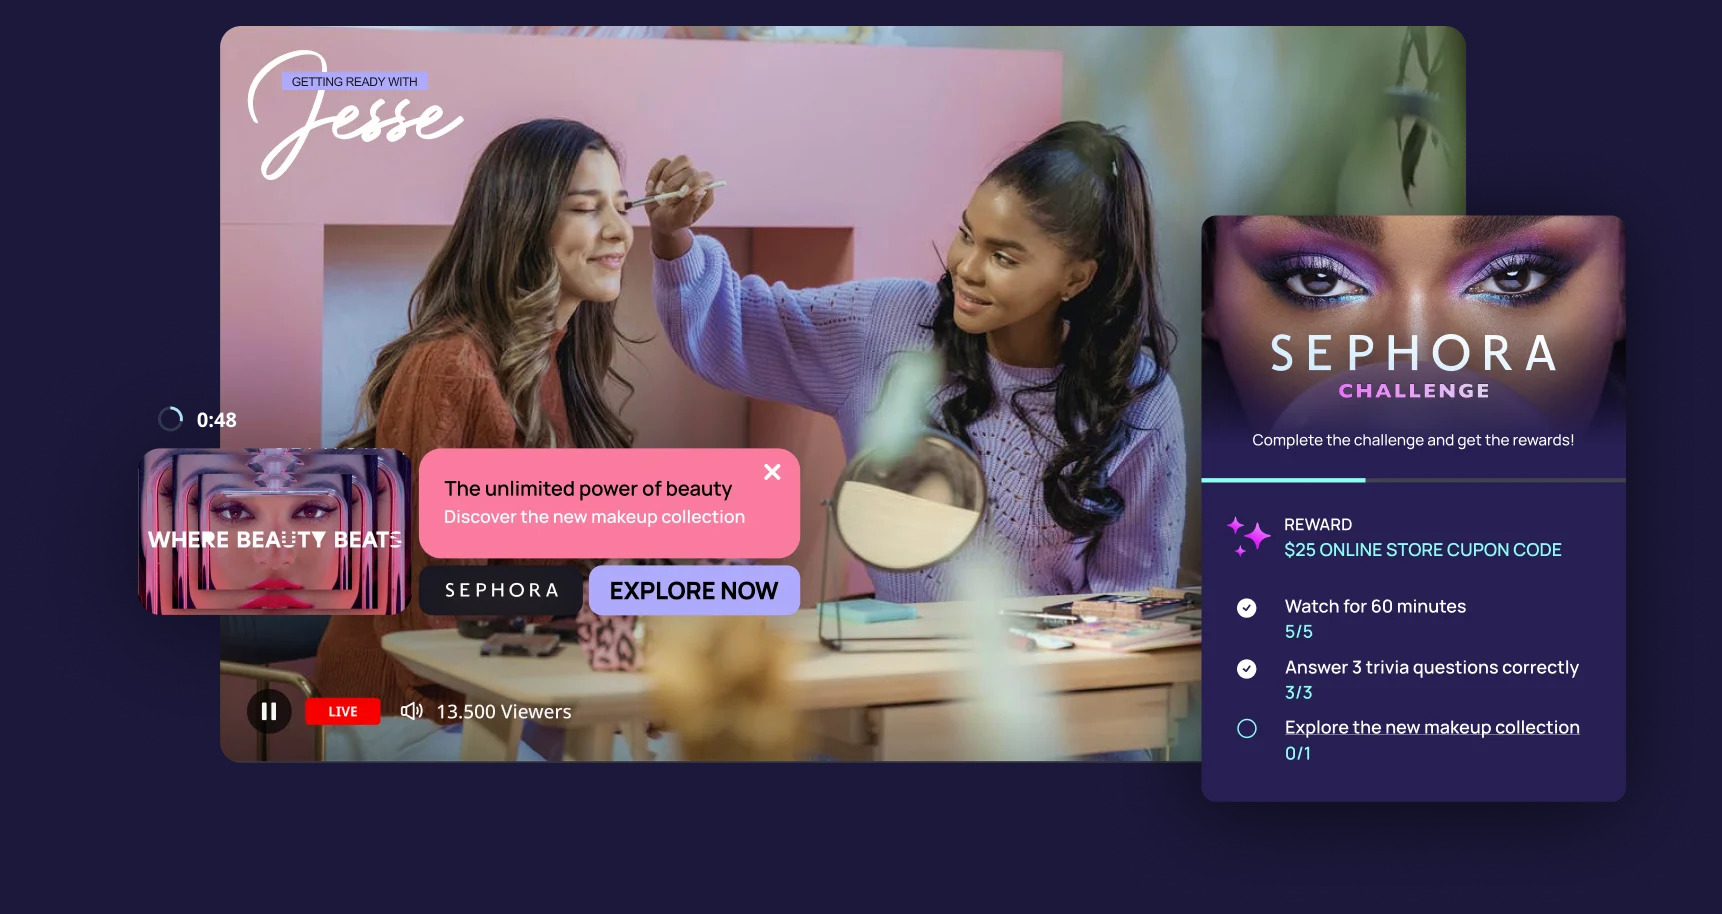 GETTING READY WITH
Jesse
0:48
WHERE BEAUTY BEATS
The unlimited power of beauty
Discover the new makeup collection
SEPHORA
EXPLORE NOW
LIVE
13.500 Viewers
SEPHORA
CHALLENGE
Complete the challenge and get the rewards!
REWARD
$25 ONLINE STORE CUPON CODE
Watch for 60 minutes
5/5
Answer 3 trivia questions correctly
3/3
Explore the new makeup collection
0/1